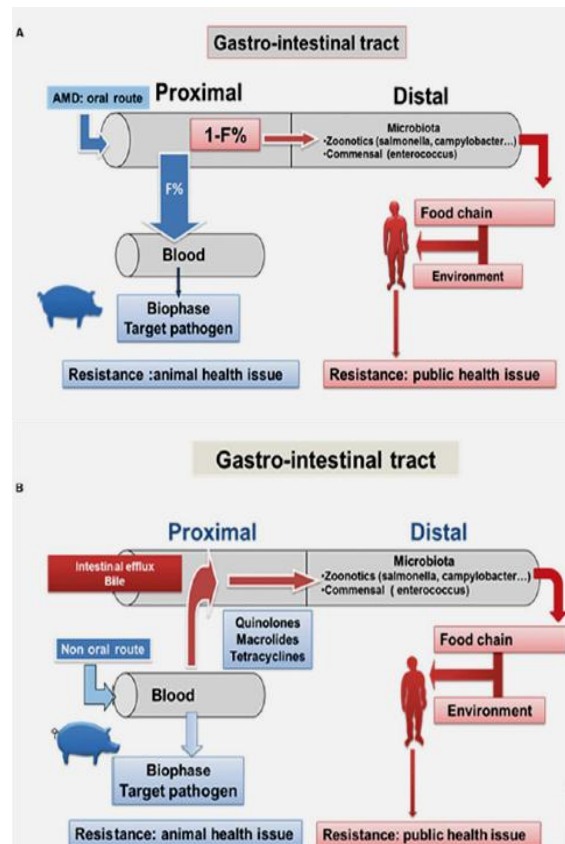 A
Gastro-intestinal tract
AMD: oral route
Proximal
Distal
1-F%
Microbiota
•Zoonotics (salmonella, campylobacter...)
•Commensal (enterococcus)
F%
Blood
Food chain
Environment
Biophase
Target pathogen
Resistance :animal health issue
Resistance: public health issue
Gastro-intestinal tract
B
Proximal
Distal
Intestinal efflux
Bile
Microbiota
•Zoonotics (salmonella, campylobacter...)
•Commensal ( enterococcus)
Quinolones
Macrolides
Tetracyclines
Non oral route
Blood
Food chain
Environment
Biophase
Target pathogen
Resistance: animal health issue
Resistance: public health issue